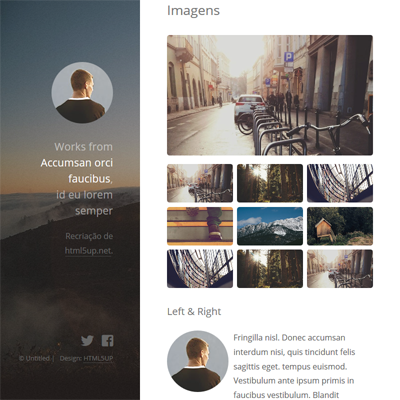 Works from
Accumsan orci
faucibus,
id eu lorem
semper
Recriação de
html5up.net.
© Untitled / Design: HTML5UP
Imagens
P
Left & Right
Fringilla nisl. Donec accumsan
interdum nisi, quis tincidunt felis
sagittis eget. tempus euismod.
Vestibulum ante ipsum primis in
faucibus vestibulum. Blandit